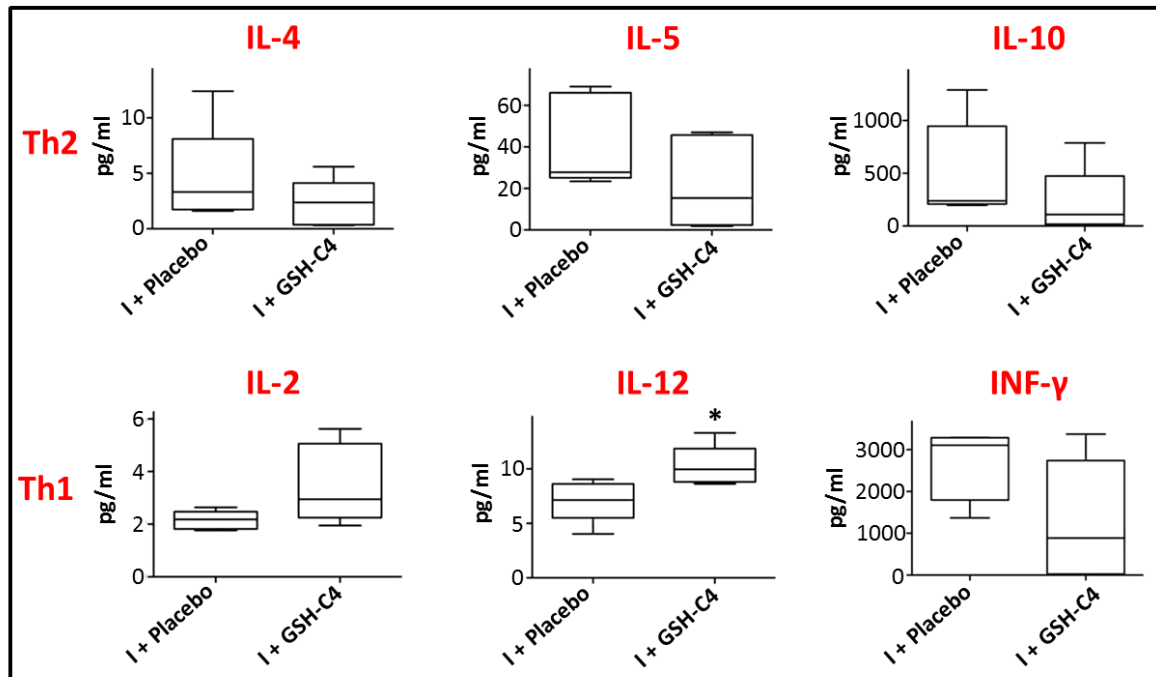 IL-4
IL-5
IL-10
Th2
pg/ml
10
5
0
I + Placebo
I + GSH-C4
pg/ml
60
40
20
0
I + Placebo
I + GSH-C4
pg/ml
1000
500
0
I + Placebo
I + GSH-C4
IL-2
IL-12
INF-γ
Th1
pg/ml
6
4
2
0
I + Placebo
I + GSH-C4
pg/ml
10
5
0
*
I + Placebo
I + GSH-C4
pg/ml
3000
2000
1000
0
I + Placebo
I + GSH-C4